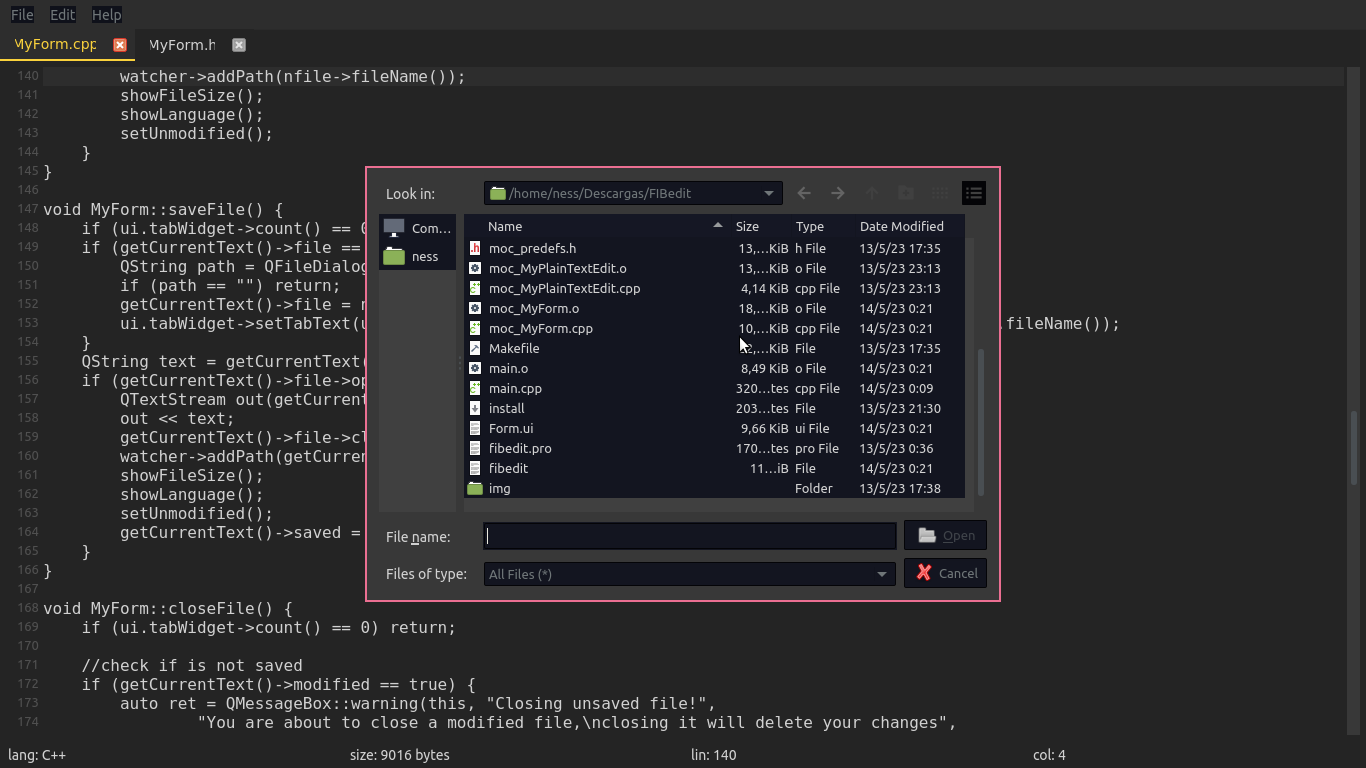 File Edit Help
MyForm.cpp MyForm.h
140 watcher->addPath(nfile->fileName());
141 showFileSize();
142 showLanguage();
143 setUnmodified();
144 }
145 }
146
147 void MyForm::saveFile() {
148 if (ui.tabWidget->count() == 0
149 if (getCurrentText()->file ==
150 QString path = QFileDialog
151 if (path == "") return;
152 getCurrentText()->file = n
153 ui.tabWidget->setTabText(u .fileName());
154 }
155 QString text = getCurrentText(
156 if (getCurrentText()->file->op
157 QTextStream out(getCurrent
158 out << text;
159 getCurrentText()->file->cl
160 watcher->addPath(getCurren
161 showFileSize();
162 showLanguage();
163 setUnmodified();
164 getCurrentText()->saved =
165 }
166 }
167
168 void MyForm::closeFile() {
169 if (ui.tabWidget->count() == 0) return;
170
171 //check if is not saved
172 if (getCurrentText()->modified == true) {
173 auto ret = QMessageBox::warning(this, "Closing unsaved file!",
174 "You are about to close a modified file,\nclosing it will delete your changes",
Look in: /home/ness/Descargas/FIBedit
Com...
ness
Name Size Type Date Modified
moc_predefs.h 13,...KiB h File 13/5/23 17:35
moc_MyPlainTextEdit.o 13,...KiB o File 13/5/23 23:13
moc_MyPlainTextEdit.cpp 4,14 KiB cpp File 13/5/23 23:13
moc_MyForm.o 18,...KiB o File 14/5/23 0:21
moc_MyForm.cpp 10,...KiB cpp File 14/5/23 0:21
Makefile 2,...KiB File 13/5/23 17:35
main.o 8,49 KiB o File 14/5/23 0:21
main.cpp 320...tes cpp File 14/5/23 0:09
install 203...tes File 13/5/23 21:30
Form.ui 9,66 KiB ui File 14/5/23 0:21
fibedit.pro 170...tes pro File 13/5/23 0:36
fibedit 11...iB File 14/5/23 0:21
img Folder 13/5/23 17:38
File name: Open
Files of type: All Files (*) Cancel
lang: C++ size: 9016 bytes lin: 140 col: 4